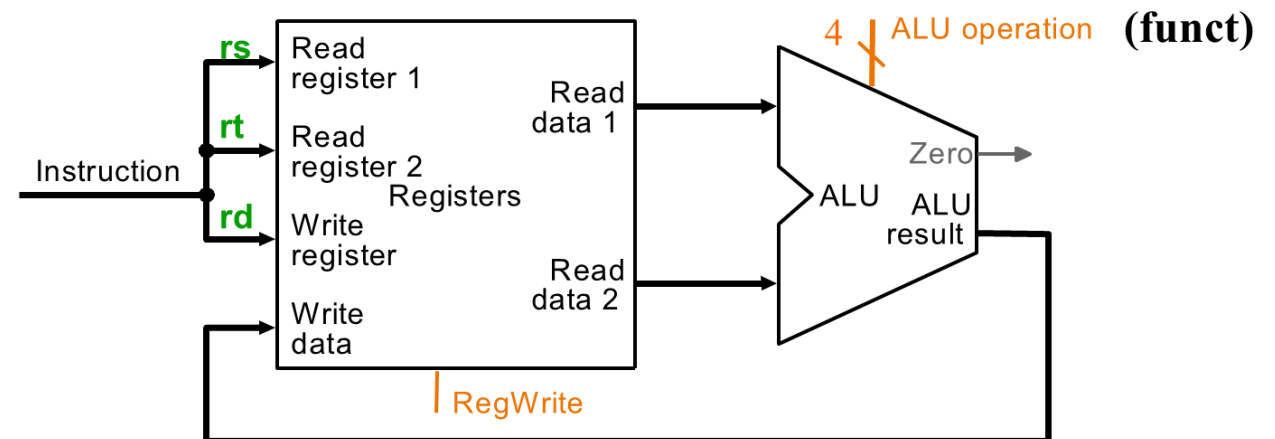 4
ALU operation
(funct)
rs
Read
register 1
Read
data 1
rt
Read
register 2
Zero
Instruction
Registers
ALU
ALU
result
rd
Write
register
Read
data 2
Write
data
RegWrite